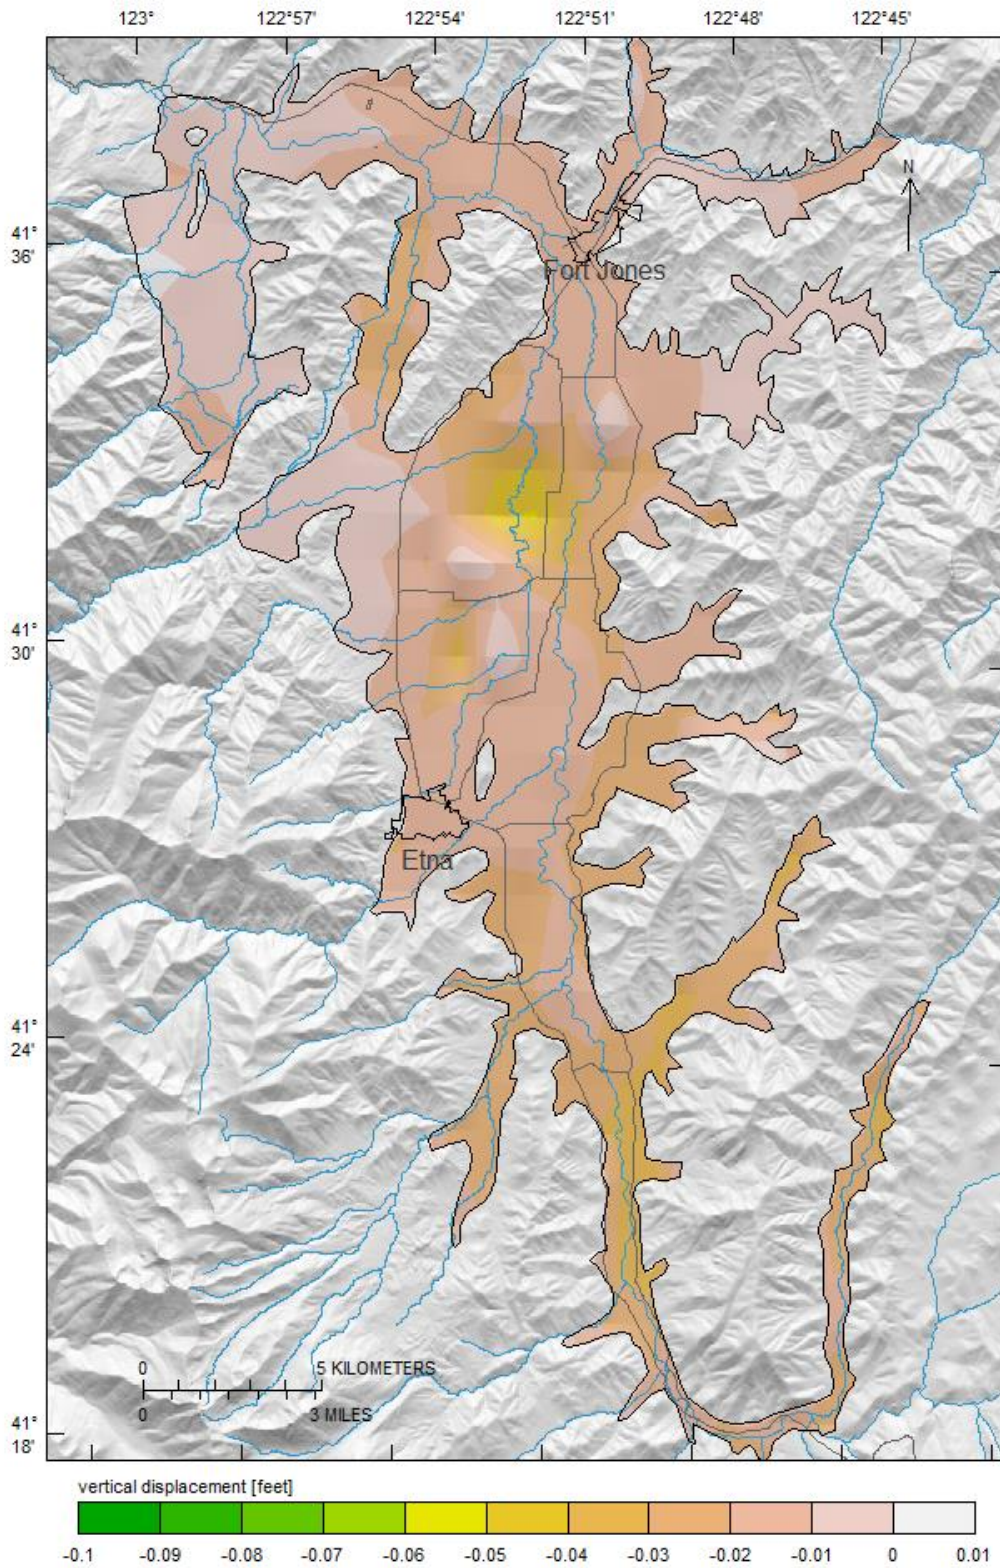 123° 122°57' 122°54' 122°51' 122°48' 122°45'
N
41°
36'
Fort Jones
41°
30'
Etna
41°
24'
0 5 KILOMETERS
0 3 MILES
41°
18'
vertical displacement [feet]
-0.1 -0.09 -0.08 -0.07 -0.06 -0.05 -0.04 -0.03 -0.02 -0.01 0 0.01